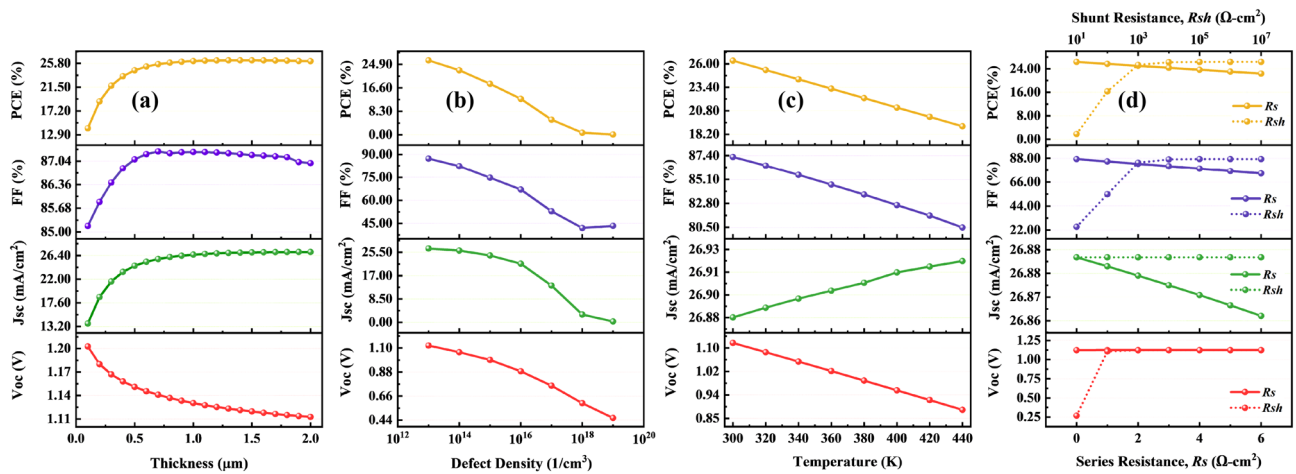 PCE (%)
25.80
21.50
17.20
12.90
(a)
FF (%)
87.04
86.36
85.68
85.00
Jsc (mA/cm²)
26.40
22.00
17.60
13.20
Voc (V)
1.20
1.17
1.14
1.11
0.0 0.5 1.0 1.5 2.0
Thickness (µm)
PCE (%)
24.90
16.60
8.30
0.00
(b)
FF (%)
90.00
75.00
60.00
45.00
Jsc (mA/cm²)
25.50
17.00
8.50
0.00
Voc (V)
1.10
0.88
0.66
0.44
10¹² 10¹⁴ 10¹⁶ 10¹⁸ 10²⁰
Defect Density (1/cm³)
PCE (%)
26.00
23.40
20.80
18.20
(c)
FF (%)
87.40
85.10
82.80
80.50
Jsc (mA/cm²)
26.93
26.91
26.90
26.88
Voc (V)
1.10
1.02
0.94
0.85
300 320 340 360 380 400 420 440
Temperature (K)
Shunt Resistance, Rsh (Ω-cm²)
10¹ 10³ 10⁵ 10⁷
PCE(%)
24.00
16.00
8.00
0.00
(d)
Rs
Rsh
FF (%)
88.00
66.00
44.00
22.00
Rs
Rsh
Jsc (mA/cm²)
26.88
26.88
26.87
26.86
Rs
Rsh
Voc (V)
1.25
1.00
0.75
0.50
0.25
Rs
Rsh
0 2 4 6
Series Resistance, Rs (Ω-cm²)